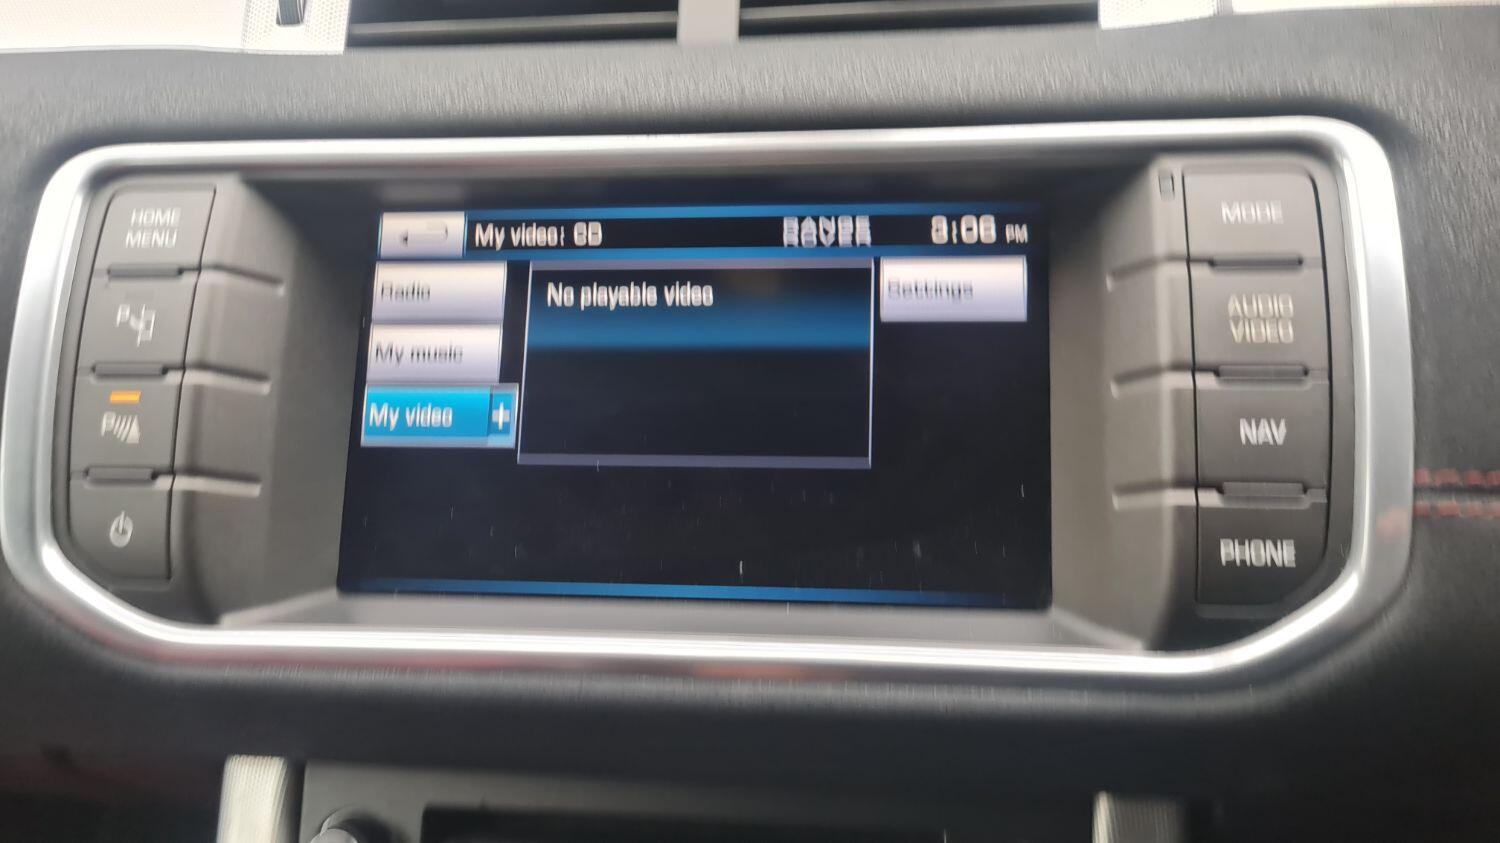 HOME
MENU
P
P
My video: CD
RANGE
ROVER
8:06 PM
Radio
My music
My video +
No playable video
Settings
MODE
AUDIO
VIDEO
NAV
PHONE